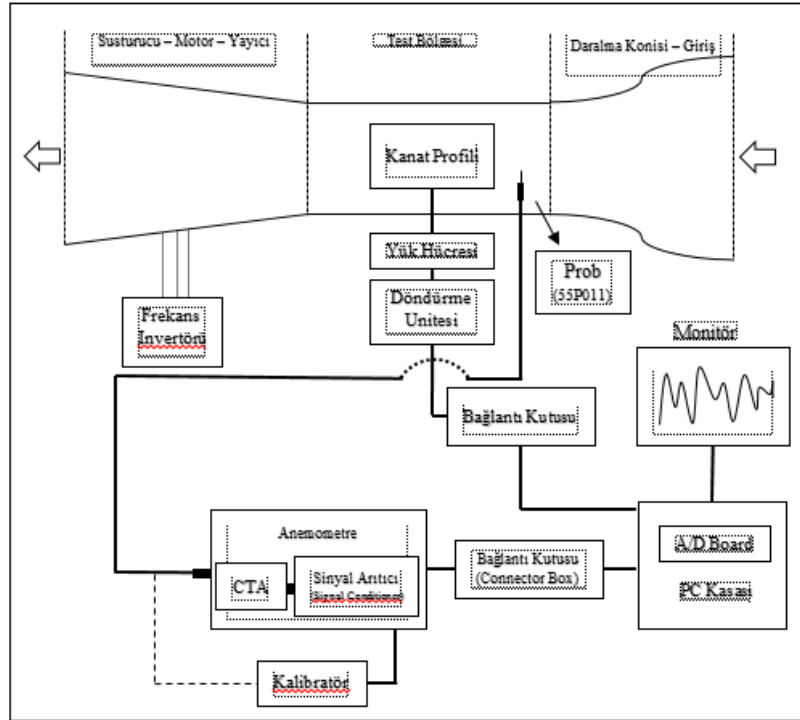 Susturucu – Motor – Yayıcı
Test Bölgesi
Daralma Konisi – Giriş
Kanat Profili
Yük Hücresi
Döndürme
Unitesi
Prob
(55P011)
Frekans
Invertörü
Monitör
Bağlantı Kutusu
Anemometre
CTA
Sinyal Arıtıcı
(Signal Conditioner)
Bağlantı Kutusu
(Connector Box)
A/D Board
PC Kasası
Kalibratör